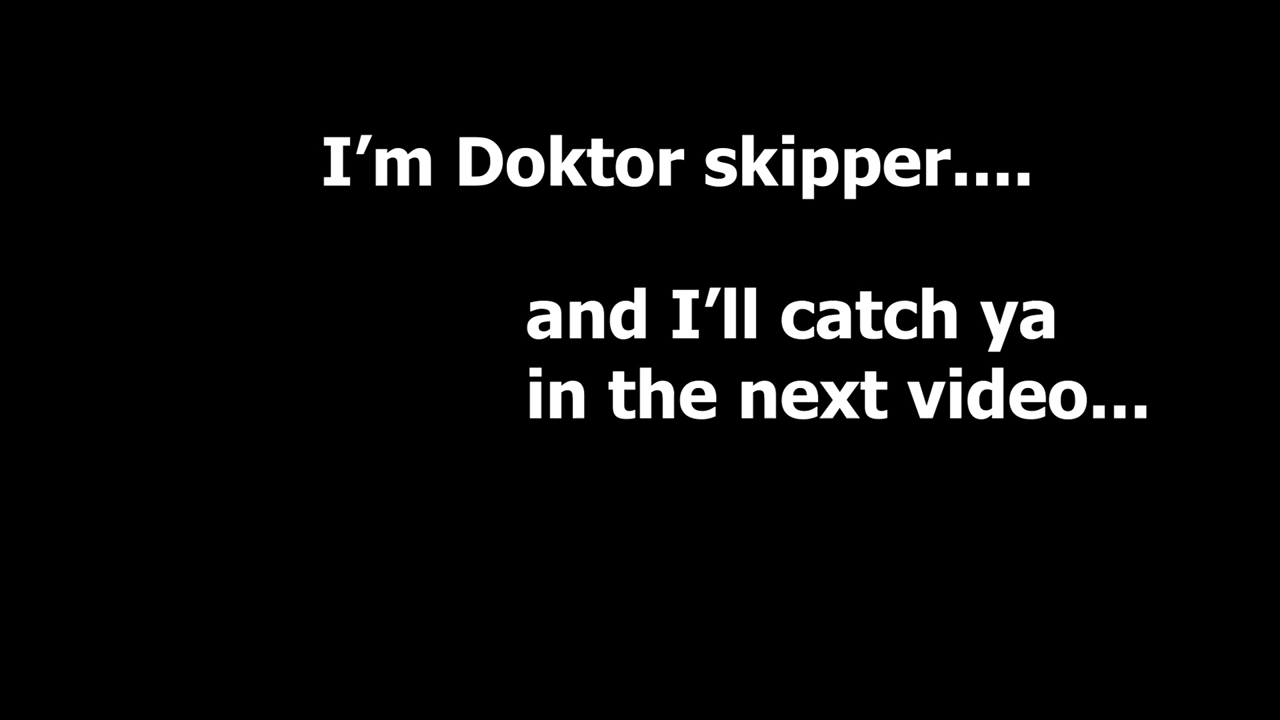 I’m Doktor skipper....
and I’ll catch ya
in the next video...